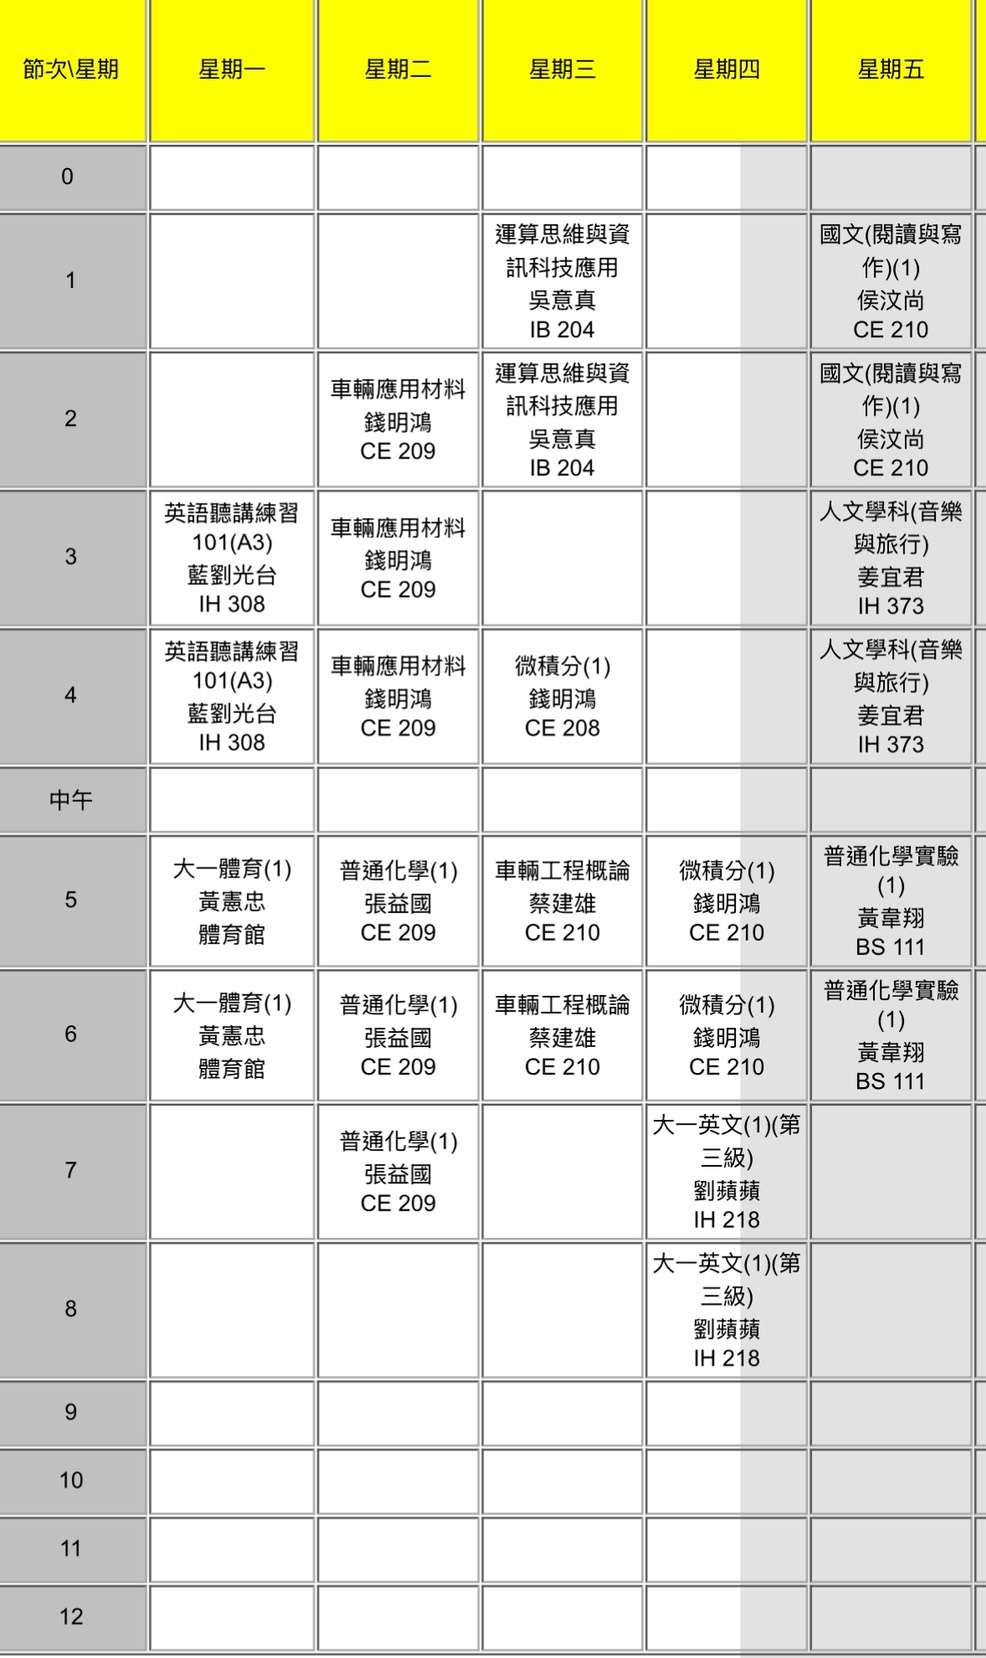 節次\星期 星期一 星期二 星期三 星期四 星期五
0
1
運算思維與資
訊科技應用
吳意真
IB 204
國文(閱讀與寫
作)(1)
侯汶尚
CE 210
2
車輛應用材料
錢明鴻
CE 209
運算思維與資
訊科技應用
吳意真
IB 204
國文(閱讀與寫
作)(1)
侯汶尚
CE 210
3
英語聽講練習
101(A3)
藍劉光台
IH 308
車輛應用材料
錢明鴻
CE 209
人文學科(音樂
與旅行)
姜宜君
IH 373
4
英語聽講練習
101(A3)
藍劉光台
IH 308
車輛應用材料
錢明鴻
CE 209
微積分(1)
錢明鴻
CE 208
人文學科(音樂
與旅行)
姜宜君
IH 373
中午
5
大一體育(1)
黃憲忠
體育館
普通化學(1)
張益國
CE 209
車輛工程概論
蔡建雄
CE 210
微積分(1)
錢明鴻
CE 210
普通化學實驗
(1)
黃韋翔
BS 111
6
大一體育(1)
黃憲忠
體育館
普通化學(1)
張益國
CE 209
車輛工程概論
蔡建雄
CE 210
微積分(1)
錢明鴻
CE 210
普通化學實驗
(1)
黃韋翔
BS 111
7
普通化學(1)
張益國
CE 209
大一英文(1)(第
三級)
劉蘋蘋
IH 218
8
大一英文(1)(第
三級)
劉蘋蘋
IH 218
9
10
11
12